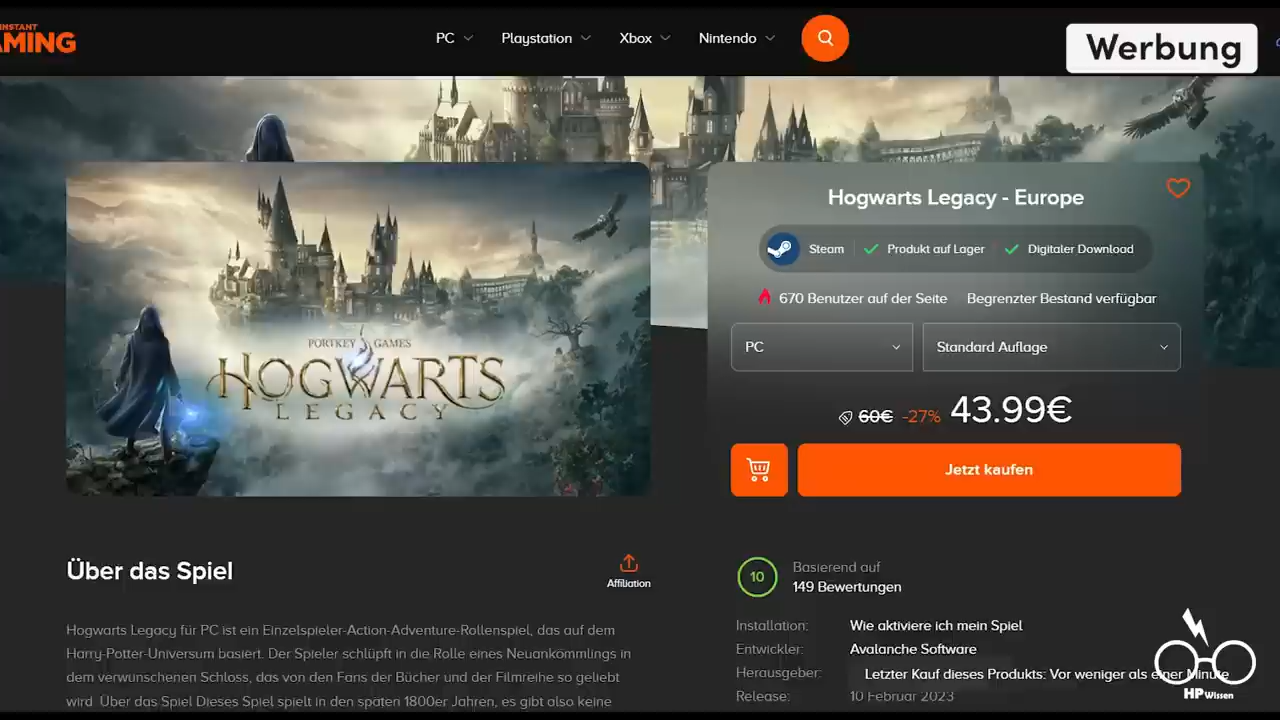 INSTANT
AMING
PC
Playstation
Xbox
Nintendo
Werbung
PORTKEY GAMES
HOGWARTS
LEGACY
Hogwarts Legacy - Europe
Steam
Produkt auf Lager
Digitaler Download
670 Benutzer auf der Seite
Begrenzter Bestand verfügbar
PC
Standard Auflage
60€ -27% 43.99€
Jetzt kaufen
Über das Spiel
Affiliation
Hogwarts Legacy für PC ist ein Einzelspieler-Action-Adventure-Rollenspiel, das auf dem
Harry-Potter-Universum basiert. Der Spieler schlüpft in die Rolle eines Neuankömmlings in
dem verwunschenen Schloss, das von den Fans der Bücher und der Filmreihe so geliebt
wird. Über das Spiel Dieses Spiel spielt in den späten 1800er Jahren, es gibt also keine
10
Basierend auf
149 Bewertungen
Installation: Wie aktiviere ich mein Spiel
Entwickler: Avalanche Software
Herausgeber: Letzter Kauf dieses Produkts: Vor weniger als einer Minute
Release: 10 Februar 2023
HP Wissen